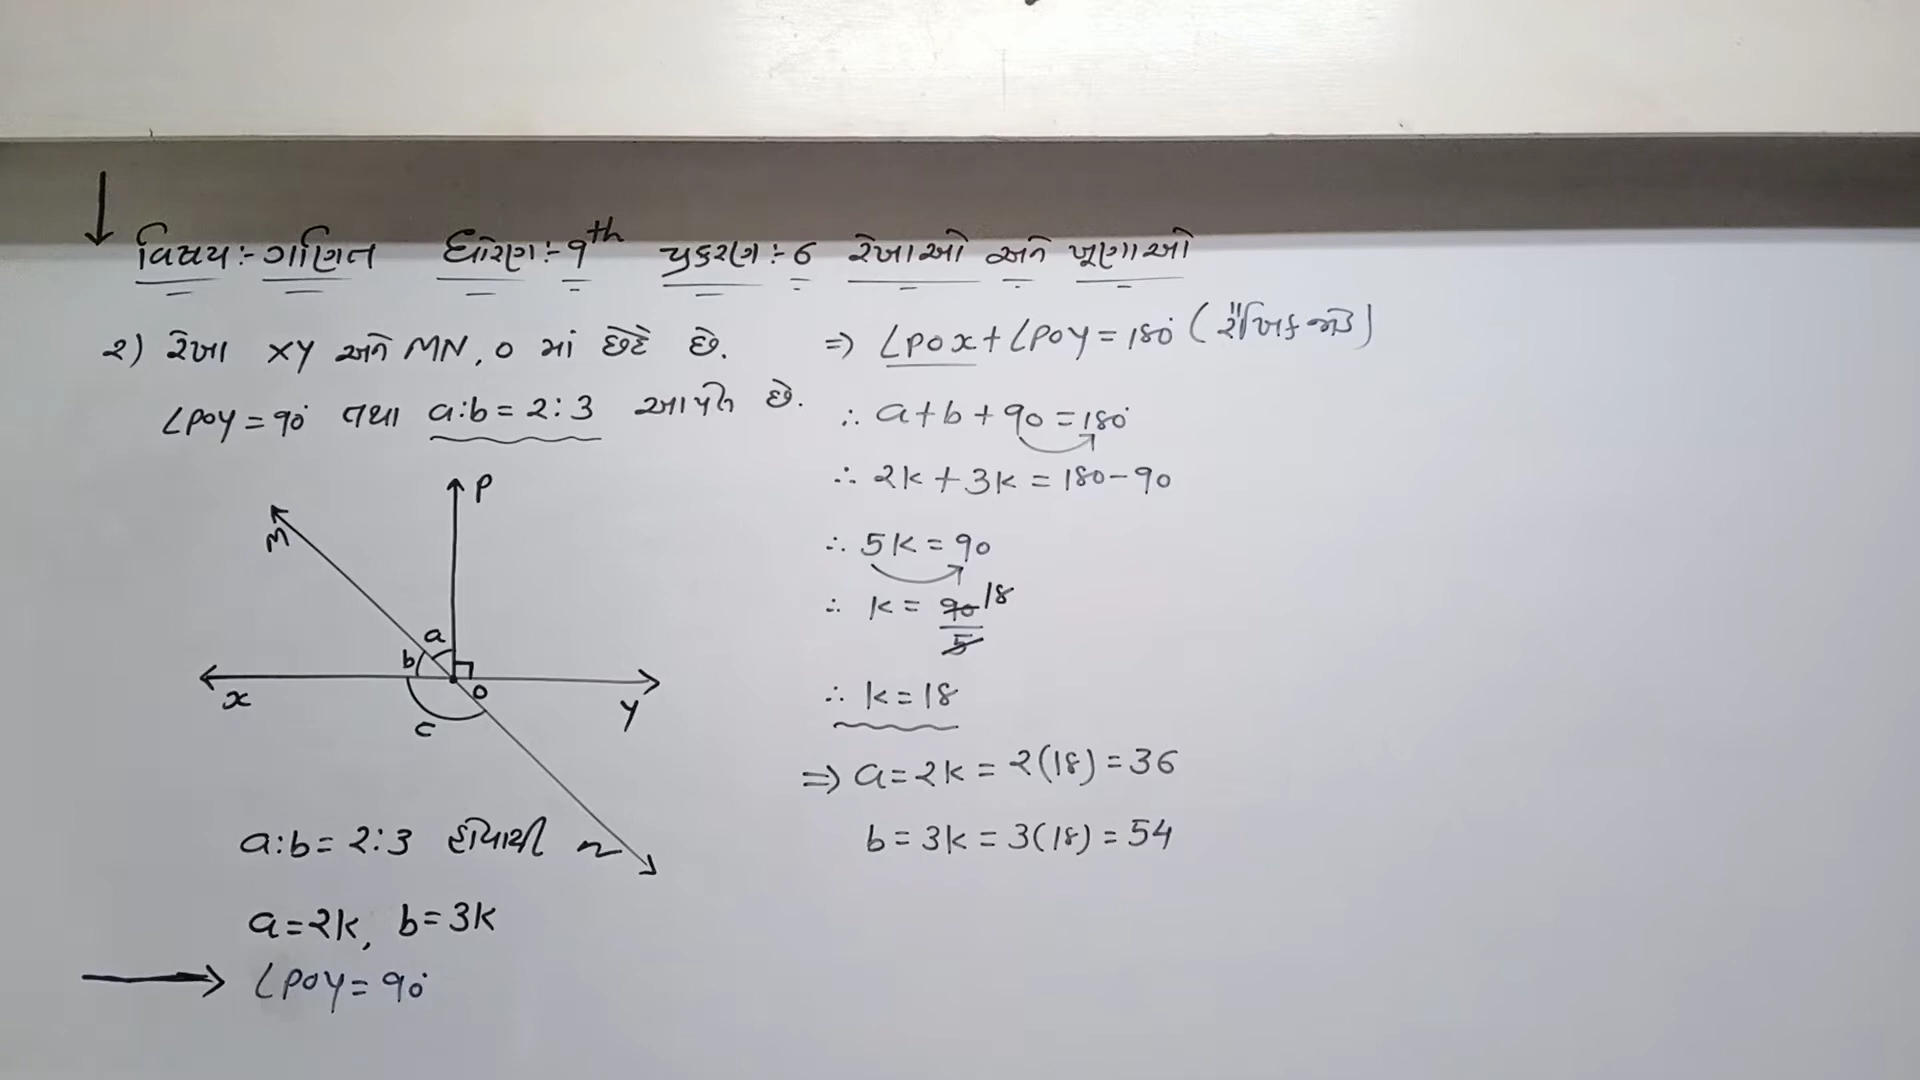 વિષય:- ગણિત ધોરણ:- 9th પ્રકરણ:- 6 રેખાઓ અને ખૂણાઓ
૨) રેખા XY અને MN, O માં છેદે છે.
∠POY = 90° તથા a:b = 2:3 આપેલ છે.
P
M
a
b
O
X
Y
c
N
a:b = 2:3 હોવાથી
a = 2k, b = 3k
∠POY = 90°
⇒ ∠POX + ∠POY = 180° (રૈખિક જોડ)
∴ a + b + 90 = 180°
∴ 2k + 3k = 180 - 90
∴ 5k = 90
∴ k = 90/5 18
∴ k = 18
⇒ a = 2k = 2(18) = 36
b = 3k = 3(18) = 54